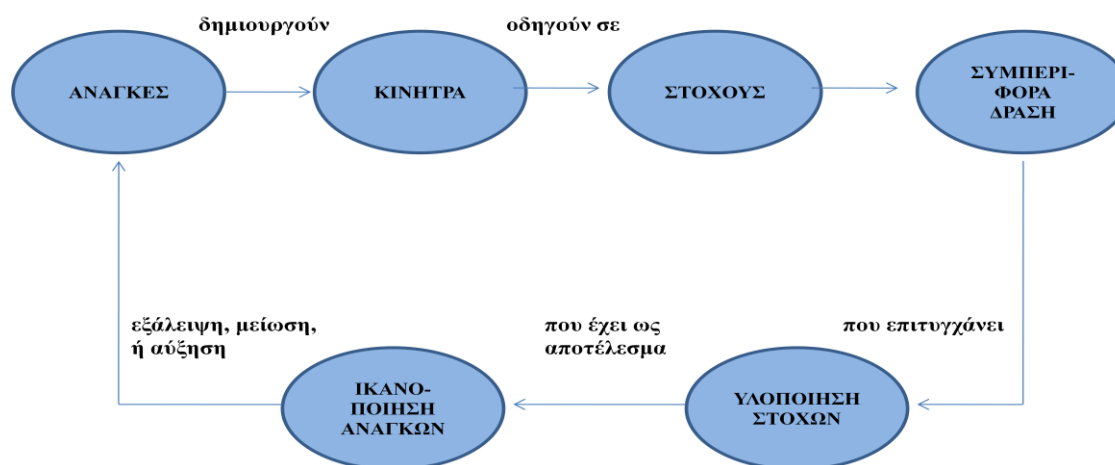 δημιουργούν
οδηγούν σε
ΑΝΑΓΚΕΣ
ΚΙΝΗΤΡΑ
ΣΤΟΧΟΥΣ
ΣΥΜΠΕΡΙ-
ΦΟΡΑ
ΔΡΑΣΗ
εξάλειψη, μείωση,
ή αύξηση
που έχει ως
αποτέλεσμα
που επιτυγχάνει
ΙΚΑΝΟ-
ΠΟΙΗΣΗ
ΑΝΑΓΚΩΝ
ΥΛΟΠΟΙΗΣΗ
ΣΤΟΧΩΝ